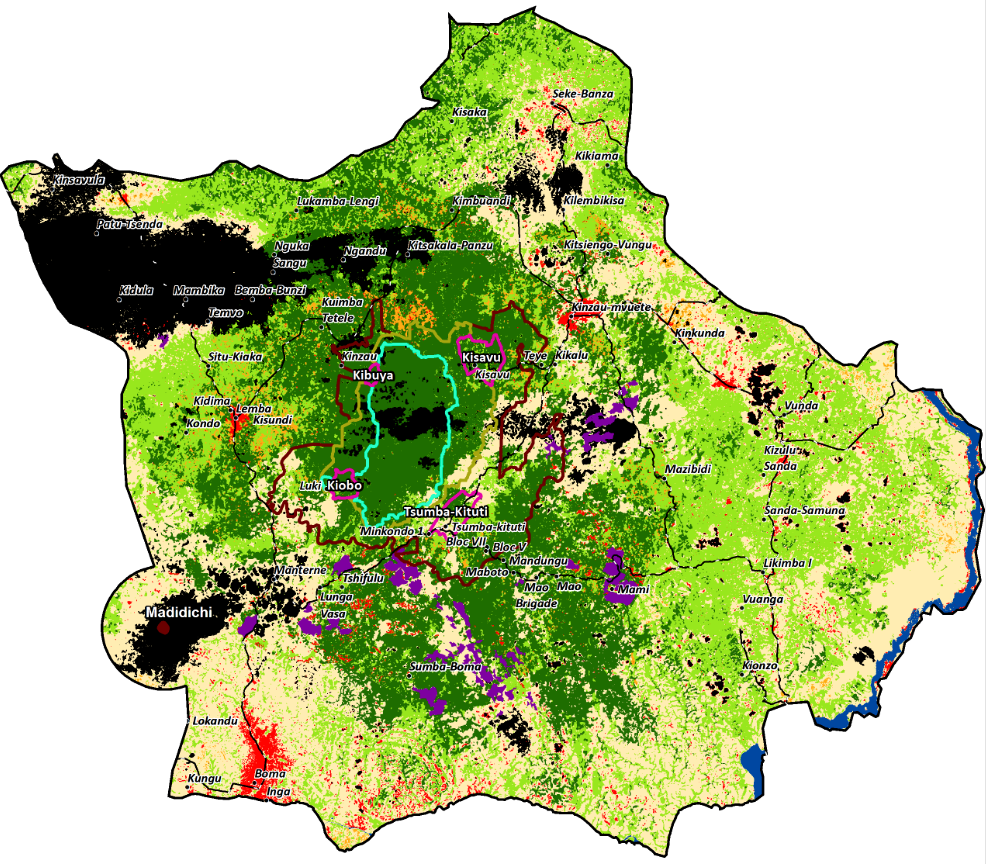 Seke-Banza
Kisaka
Kikiama
Kinsavula
Lukamba-Lengi
Kimbuandi
Kilembikisa
Patu-Tsenda
Nguka
Ngandu
Kitsakala-Panzu
Kitsiengo-Vungu
Sangu
Kidula
Mambika
Bemba-Bunzi
Kuimba
Temvo
Tetele
Kinzau-mvuete
Kinkunda
Situ-Kiaka
Kinzau
Kisavu
Teye
Kikalu
Kibuya
Kisavu
Kidima
Lemba
Kondo
Kisundi
Vunda
Kizulu
Sanda
Mazibidi
Luki
Kiobo
Tsumba-Kituti
Sanda-Samuna
Minkondo 1
Tsumba-kituti
Bloc VII
Bloc V
Mandungu
Likimba I
Manterne
Tshifulu
Maboto
Mao
Mao
Mami
Lunga
Vasa
Brigade
Vuanga
Madidichi
Sumba-Boma
Kionzo
Lokandu
Kungu
Boma
Inga